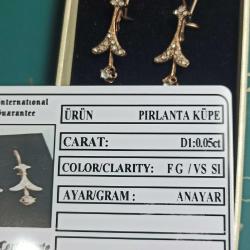 International
Guarantee
ÜRÜN PIRLANTA KÜPE
CARAT: D1:0.05ct
COLOR/CLARITY: F G / VS SI
AYAR/GRAM : ANAYAR